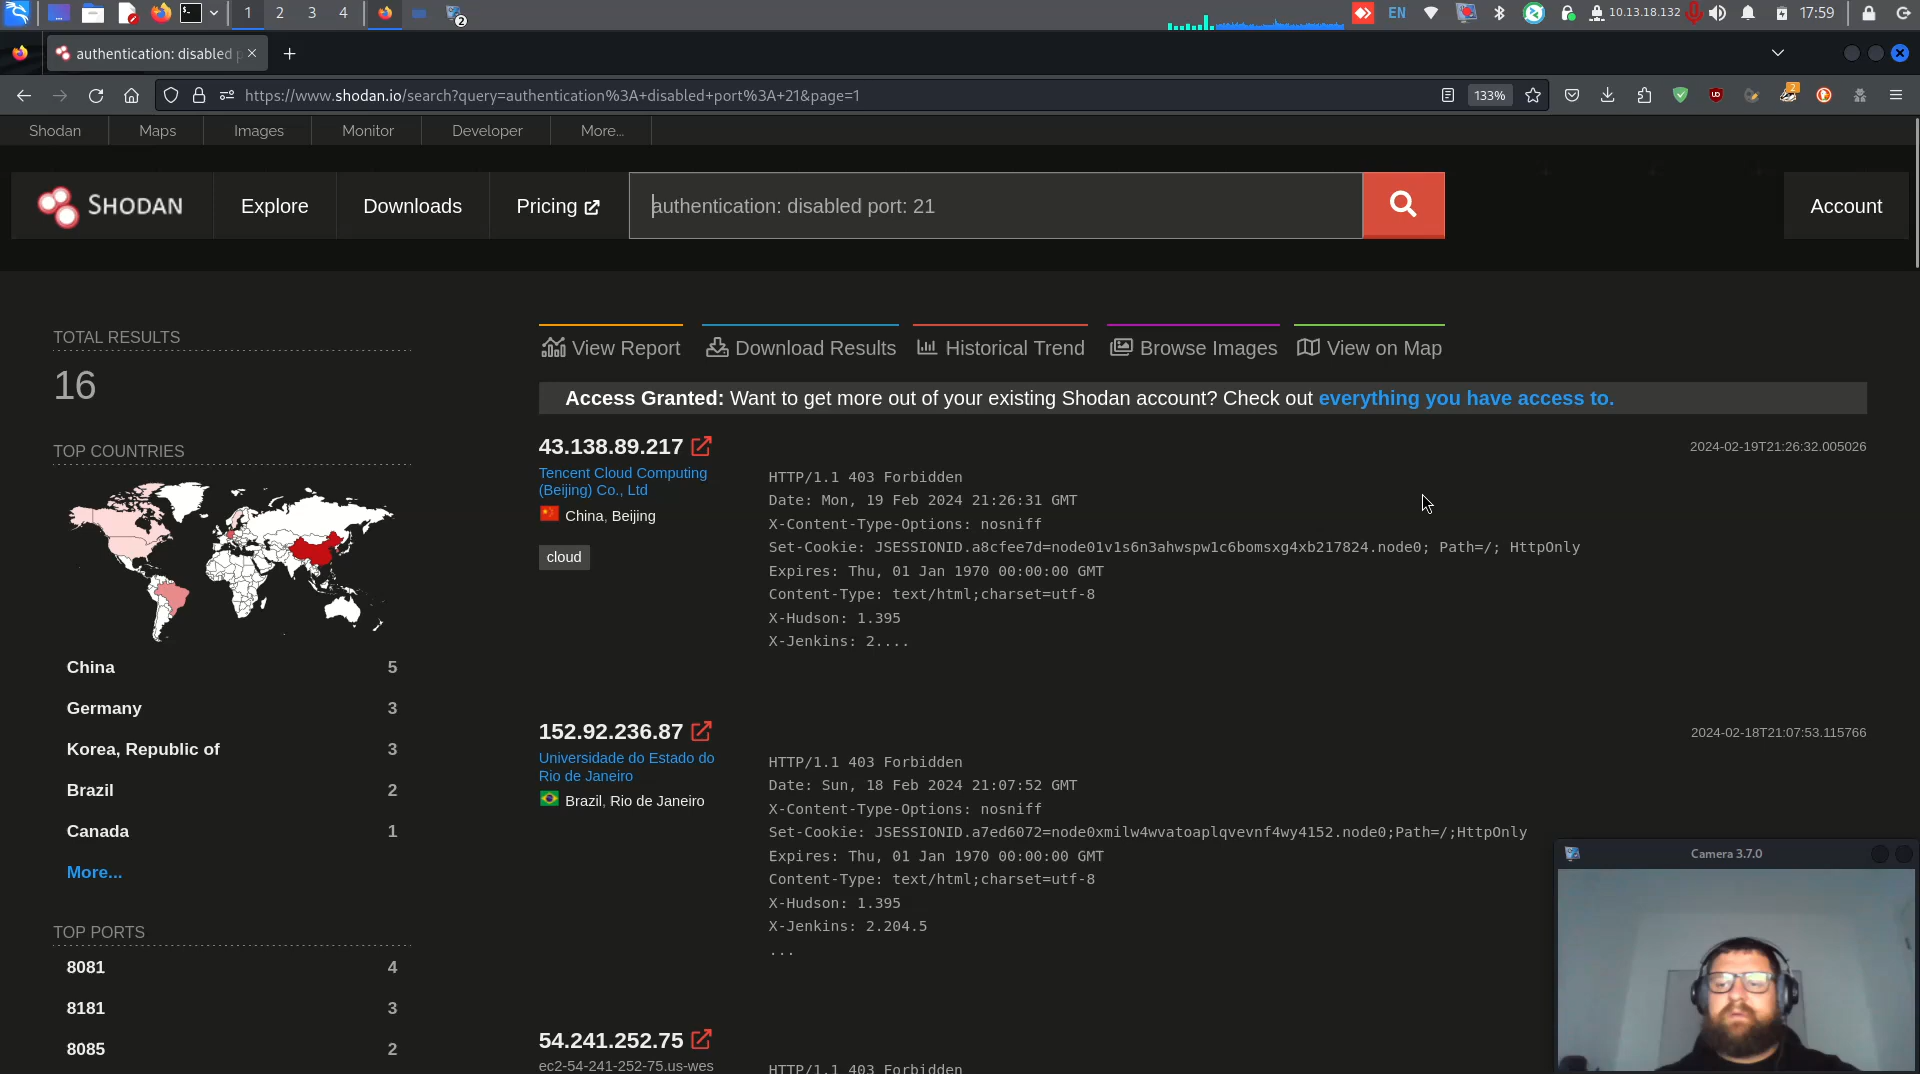 1 2 3 4
2
EN
10.13.18.132
17:59
authentication: disabled p
https://www.shodan.io/search?query=authentication%3A+disabled+port%3A+21&page=1
133%
2
Shodan Maps Images Monitor Developer More...
SHODAN
Explore
Downloads
Pricing
authentication: disabled port: 21
Account
TOTAL RESULTS
16
TOP COUNTRIES
China 5
Germany 3
Korea, Republic of 3
Brazil 2
Canada 1
More...
TOP PORTS
8081 4
8181 3
8085 2
View Report
Download Results
Historical Trend
Browse Images
View on Map
Access Granted: Want to get more out of your existing Shodan account? Check out everything you have access to.
43.138.89.217
2024-02-19T21:26:32.005026
Tencent Cloud Computing
(Beijing) Co., Ltd
China, Beijing
cloud
HTTP/1.1 403 Forbidden
Date: Mon, 19 Feb 2024 21:26:31 GMT
X-Content-Type-Options: nosniff
Set-Cookie: JSESSIONID.a8cfee7d=node01v1s6n3ahwspw1c6bomsxg4xb217824.node0; Path=/; HttpOnly
Expires: Thu, 01 Jan 1970 00:00:00 GMT
Content-Type: text/html;charset=utf-8
X-Hudson: 1.395
X-Jenkins: 2....
152.92.236.87
2024-02-18T21:07:53.115766
Universidade do Estado do
Rio de Janeiro
Brazil, Rio de Janeiro
HTTP/1.1 403 Forbidden
Date: Sun, 18 Feb 2024 21:07:52 GMT
X-Content-Type-Options: nosniff
Set-Cookie: JSESSIONID.a7ed6072=node0xmilw4wvatoaplqvevnf4wy4152.node0;Path=/;HttpOnly
Expires: Thu, 01 Jan 1970 00:00:00 GMT
Content-Type: text/html;charset=utf-8
X-Hudson: 1.395
X-Jenkins: 2.204.5
...
54.241.252.75
ec2-54-241-252-75.us-wes
HTTP/1.1 403 Forbidden
Camera 3.7.0